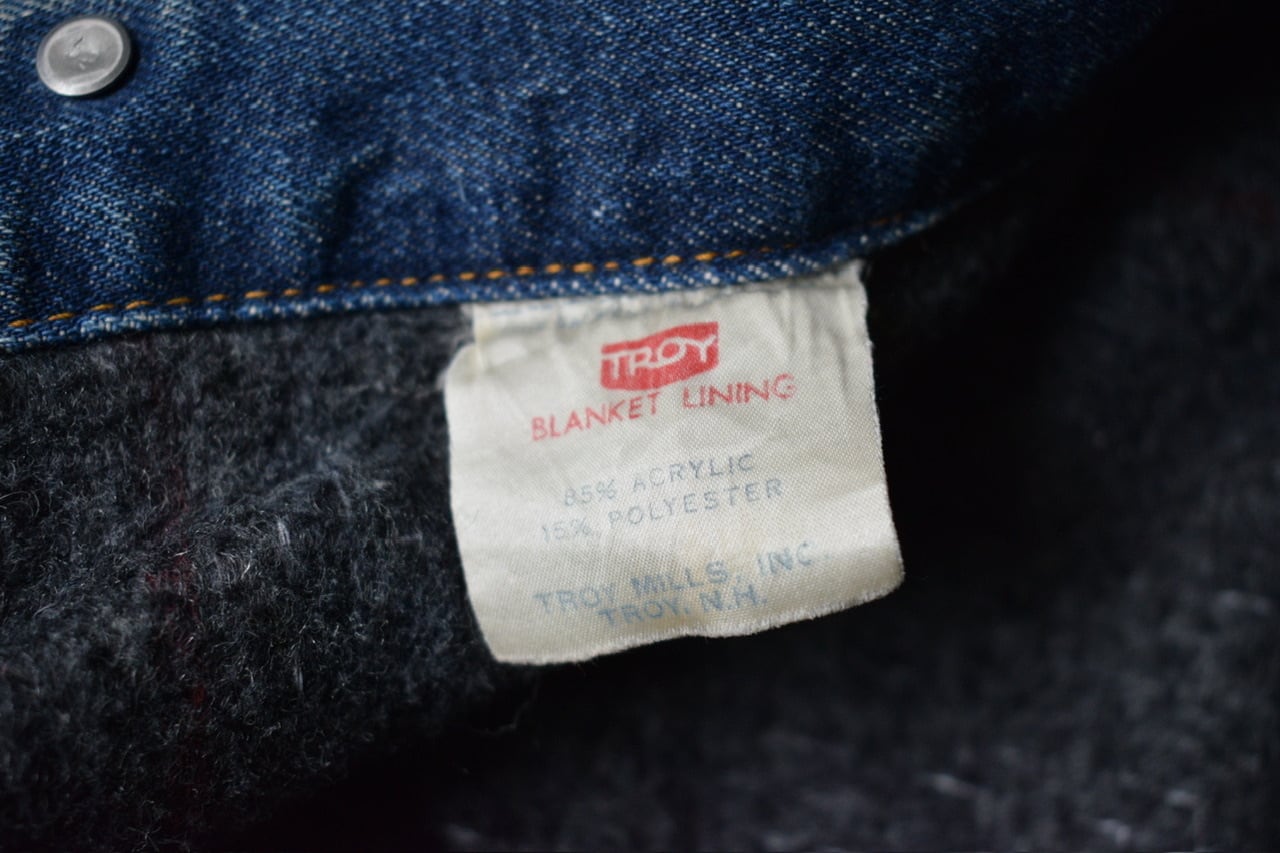 TROY
BLANKET LINING
85% ACRYLIC
15% POLYESTER
TROY MILLS, INC.
TROY, N.H.